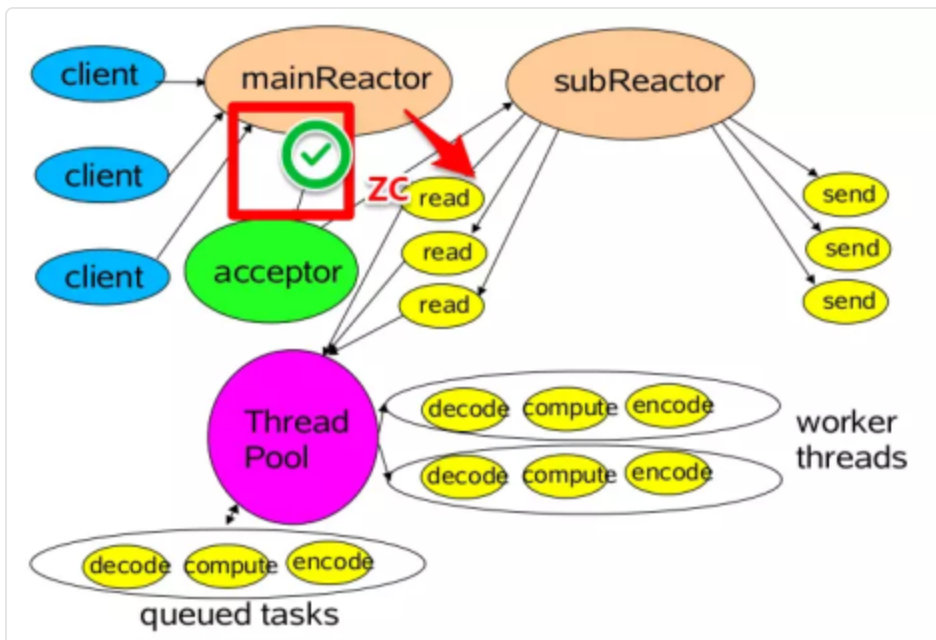 client
mainReactor
subReactor
client
ZC
read
send
client
acceptor
read
send
read
send
Thread
Pool
decode compute encode
worker
threads
decode compute encode
decode compute encode
queued tasks